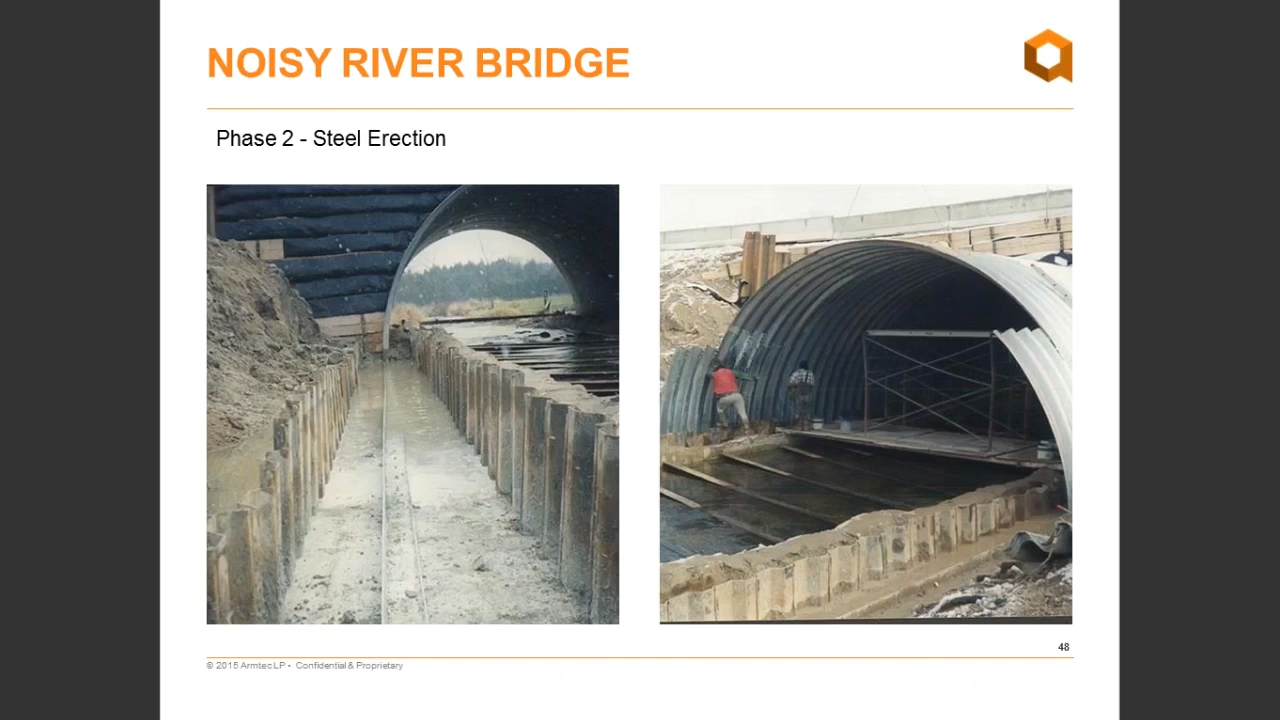 NOISY RIVER BRIDGE
Phase 2 - Steel Erection
48
© 2015 Armtec LP • Confidential & Proprietary